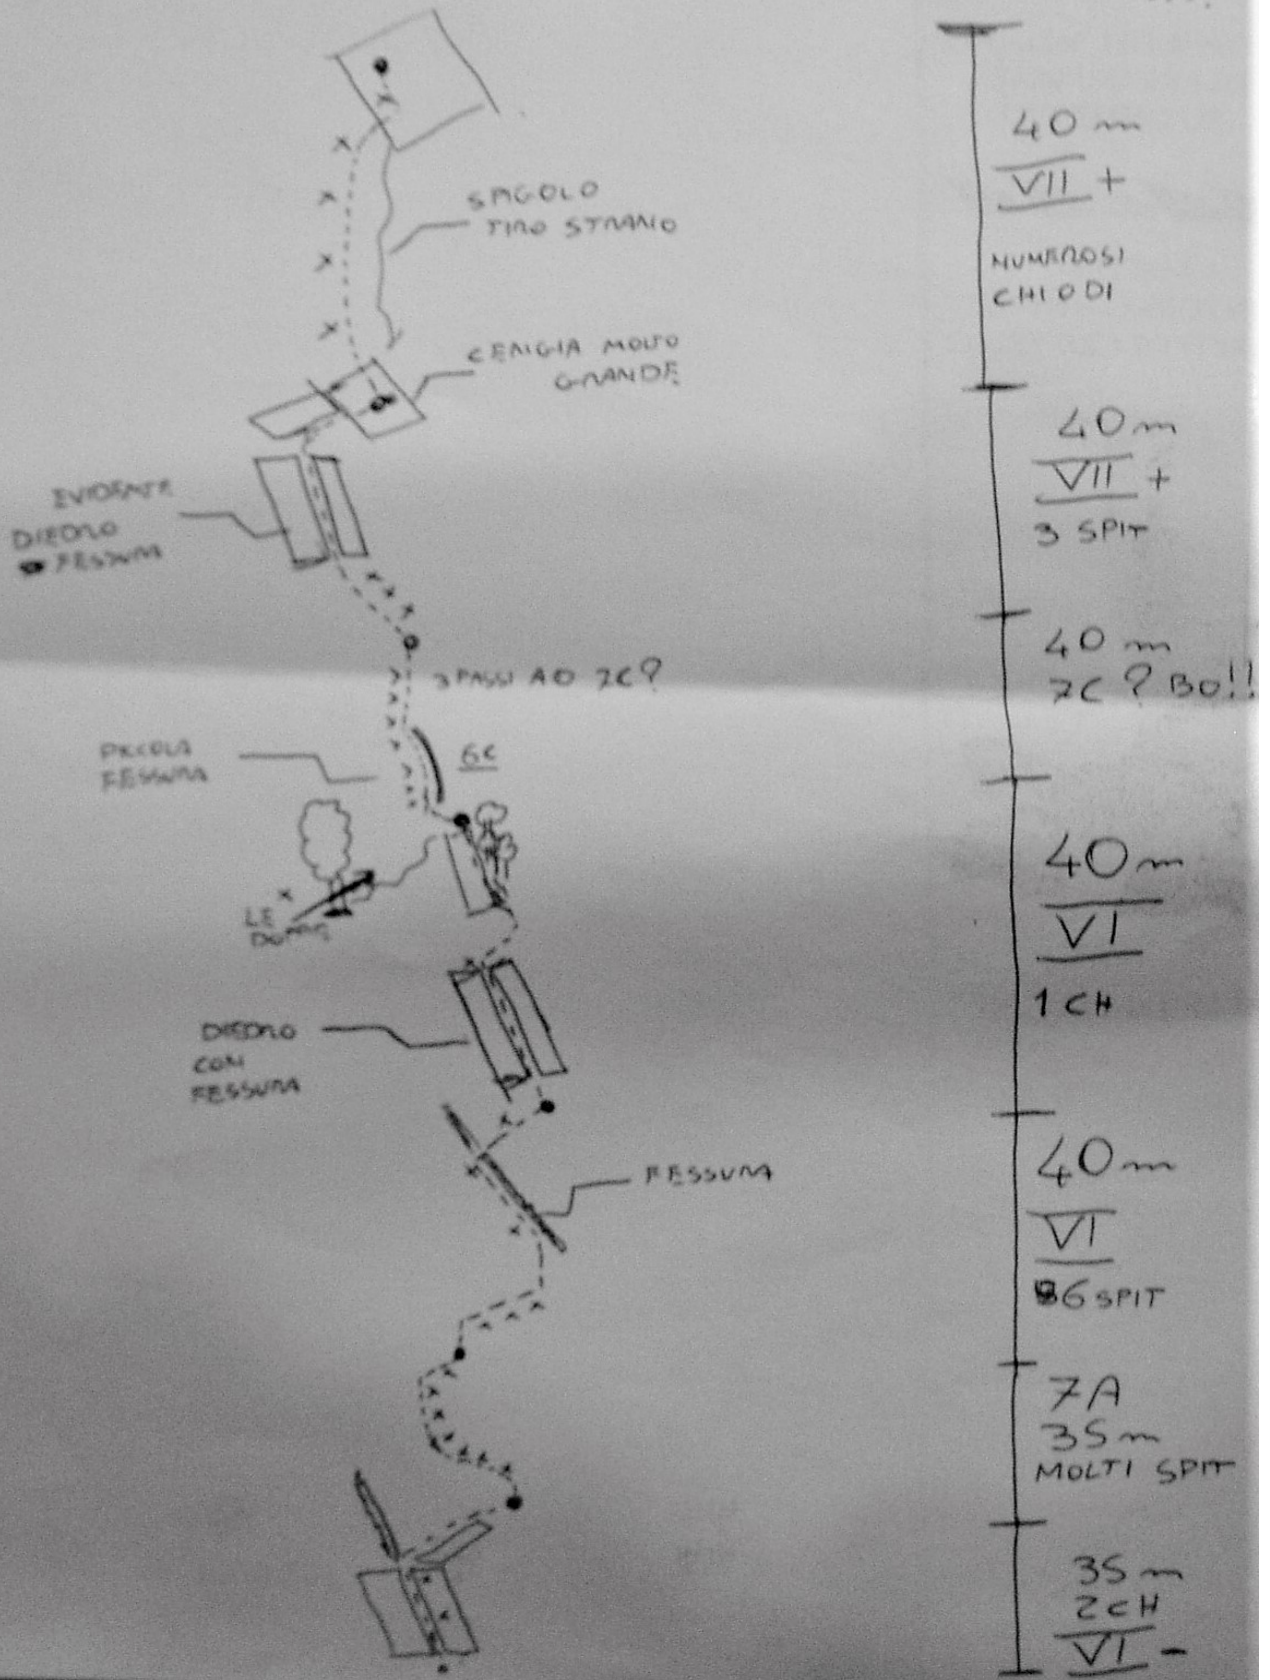 40 m
VII +
NUMEROSI
CHIODI
SPIGOLO
TIRO STRANO
CENGIA MOLTO
GRANDE
40 m
VII +
3 SPIT
EVIDENTE
DIEDRO
FESSURA
40 m
7C ? BO!!
3 PASSI AO 7C?
PICCOLA
FESSURA
6C
40 m
VI
1 CH
LE
DIEDRO
CON
FESSURA
FESSURA
40 m
VI
6 SPIT
7A
35 m
MOLTI SPIT
35 m
2 CH
VI -